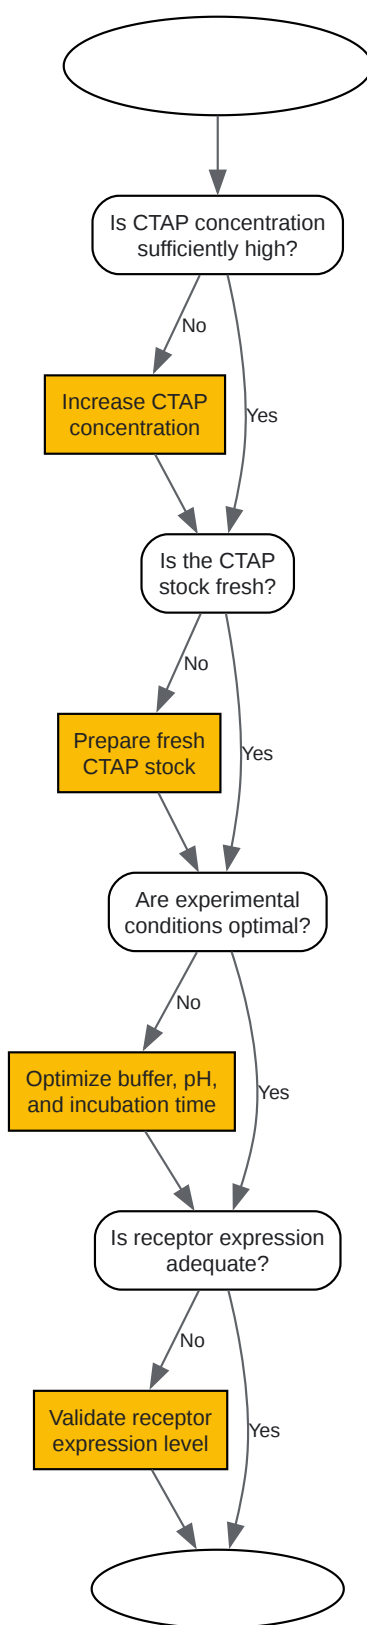 Is CTAP concentration
sufficiently high?
No
Increase CTAP
concentration
Yes
Is the CTAP
stock fresh?
No
Prepare fresh
CTAP stock
Yes
Are experimental
conditions optimal?
No
Optimize buffer, pH,
and incubation time
Yes
Is receptor expression
adequate?
No
Validate receptor
expression level
Yes